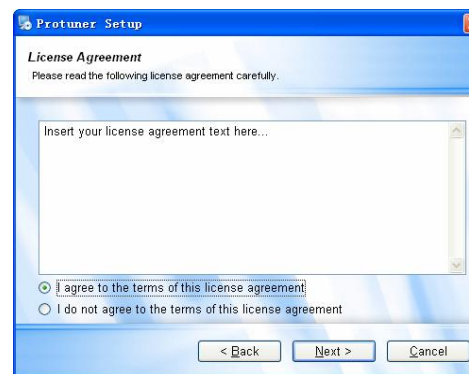 Protuner Setup
License Agreement
Please read the following license agreement carefully.
Insert your license agreement text here...
I agree to the terms of this license agreement
I do not agree to the terms of this license agreement
< Back Next > Cancel